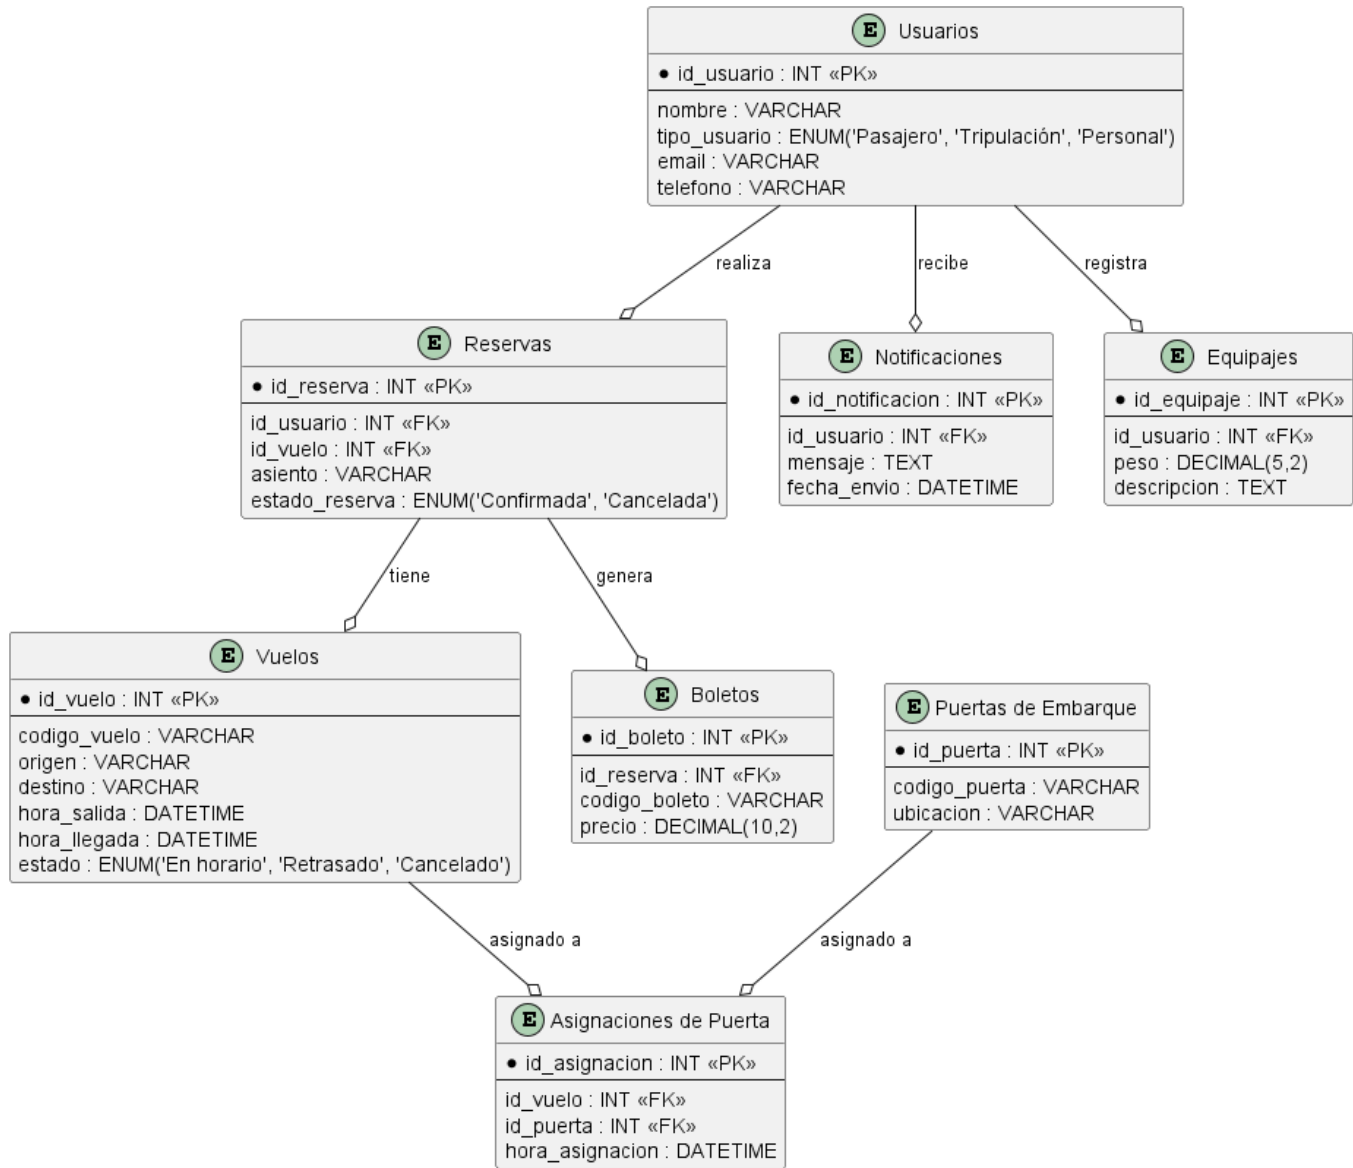 E Usuarios
id_usuario : INT «PK»
nombre : VARCHAR
tipo_usuario : ENUM('Pasajero', 'Tripulación', 'Personal')
email : VARCHAR
telefono : VARCHAR
realiza
recibe
registra
E Reservas
id_reserva : INT «PK»
id_usuario : INT «FK»
id_vuelo : INT «FK»
asiento : VARCHAR
estado_reserva : ENUM('Confirmada', 'Cancelada')
E Notificaciones
id_notificacion : INT «PK»
id_usuario : INT «FK»
mensaje : TEXT
fecha_envio : DATETIME
E Equipajes
id_equipaje : INT «PK»
id_usuario : INT «FK»
peso : DECIMAL(5,2)
descripcion : TEXT
tiene
genera
E Vuelos
id_vuelo : INT «PK»
codigo_vuelo : VARCHAR
origen : VARCHAR
destino : VARCHAR
hora_salida : DATETIME
hora_llegada : DATETIME
estado : ENUM('En horario', 'Retrasado', 'Cancelado')
E Boletos
id_boleto : INT «PK»
id_reserva : INT «FK»
codigo_boleto : VARCHAR
precio : DECIMAL(10,2)
E Puertas de Embarque
id_puerta : INT «PK»
codigo_puerta : VARCHAR
ubicacion : VARCHAR
asignado a
asignado a
E Asignaciones de Puerta
id_asignacion : INT «PK»
id_vuelo : INT «FK»
id_puerta : INT «FK»
hora_asignacion : DATETIME